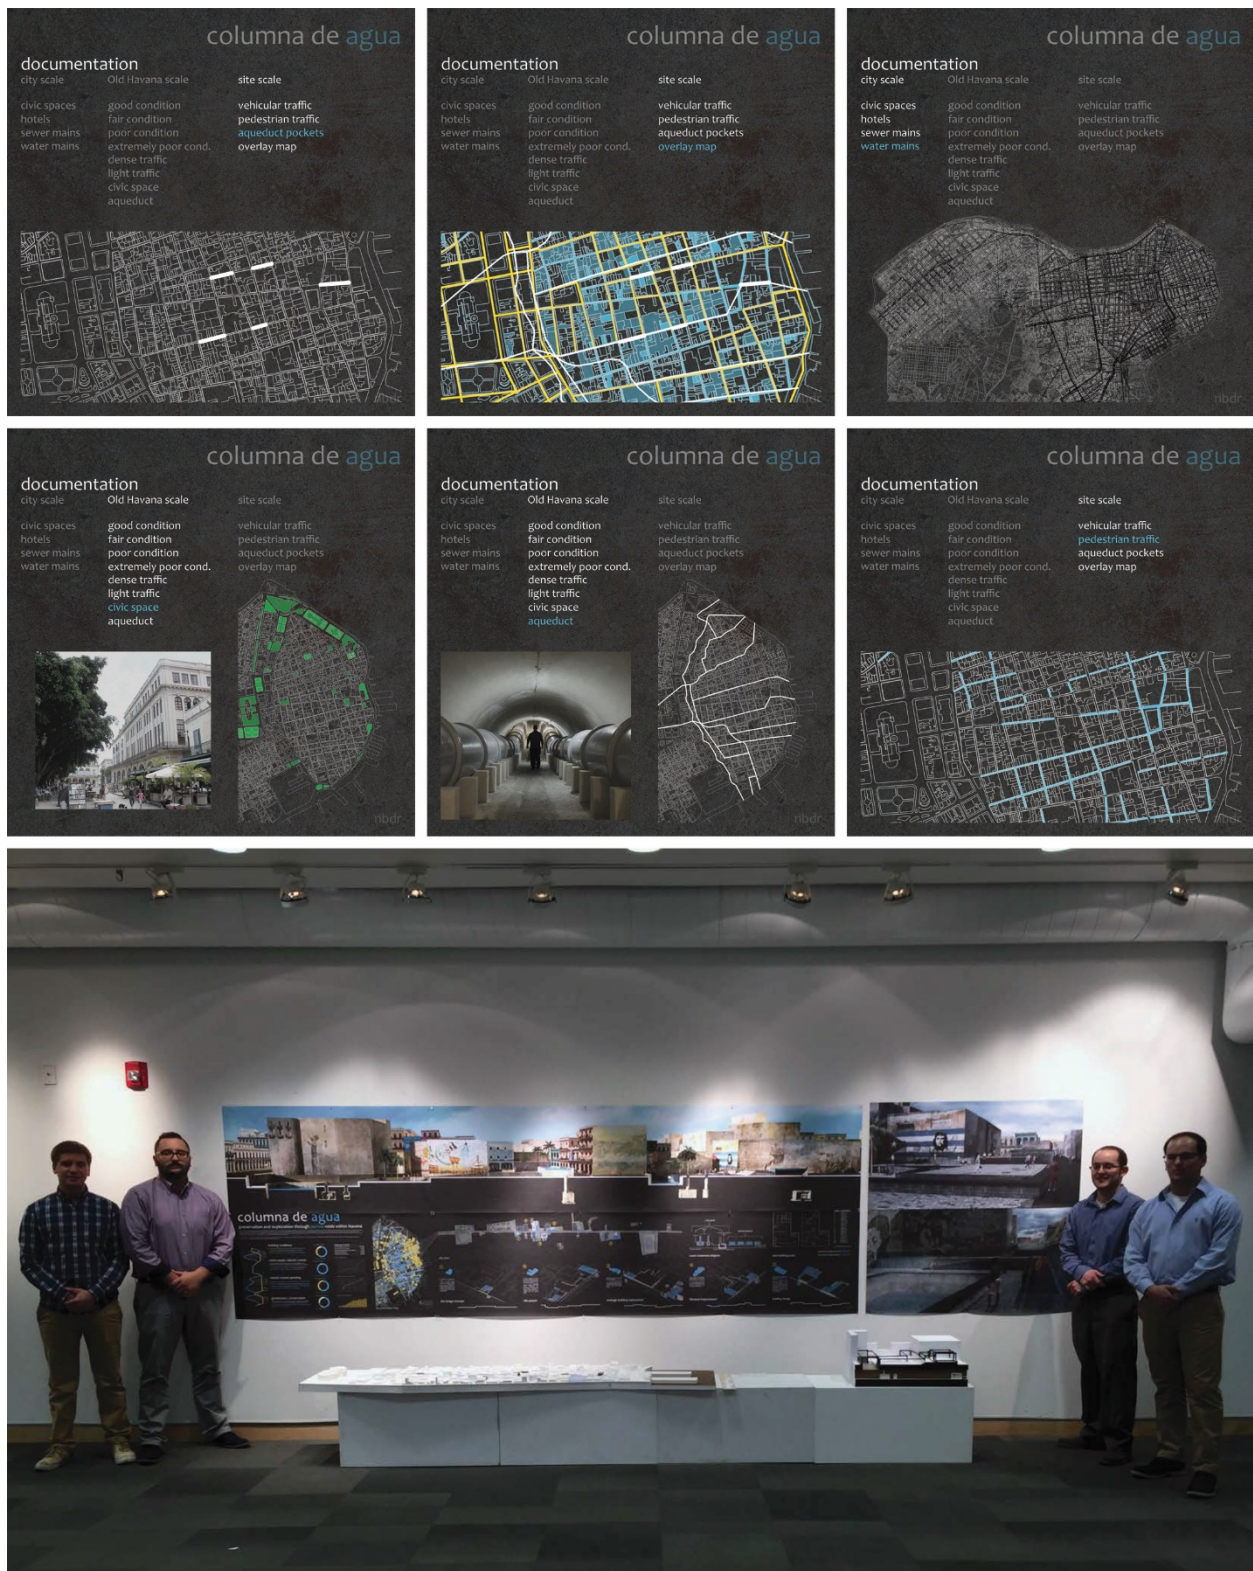 columna de agua
documentation
city scale Old Havana scale site scale
civic spaces good condition vehicular traffic
hotels fair condition pedestrian traffic
sewer mains poor condition aqueduct pockets
water mains extremely poor cond. overlay map
dense traffic
light traffic
civic space
aqueduct
nbdr
columna de agua
documentation
city scale Old Havana scale site scale
civic spaces good condition vehicular traffic
hotels fair condition pedestrian traffic
sewer mains poor condition aqueduct pockets
water mains extremely poor cond. overlay map
dense traffic
light traffic
civic space
aqueduct
nbdr
columna de agua
documentation
city scale Old Havana scale site scale
civic spaces good condition vehicular traffic
hotels fair condition pedestrian traffic
sewer mains poor condition aqueduct pockets
water mains extremely poor cond. overlay map
dense traffic
light traffic
civic space
aqueduct
nbdr
columna de agua
documentation
city scale Old Havana scale site scale
civic spaces good condition vehicular traffic
hotels fair condition pedestrian traffic
sewer mains poor condition aqueduct pockets
water mains extremely poor cond. overlay map
dense traffic
light traffic
civic space
aqueduct
nbdr
columna de agua
documentation
city scale Old Havana scale site scale
civic spaces good condition vehicular traffic
hotels fair condition pedestrian traffic
sewer mains poor condition aqueduct pockets
water mains extremely poor cond. overlay map
dense traffic
light traffic
civic space
aqueduct
nbdr
columna de agua
documentation
city scale Old Havana scale site scale
civic spaces good condition vehicular traffic
hotels fair condition pedestrian traffic
sewer mains poor condition aqueduct pockets
water mains extremely poor cond. overlay map
dense traffic
light traffic
civic space
aqueduct
nbdr
columna de agua